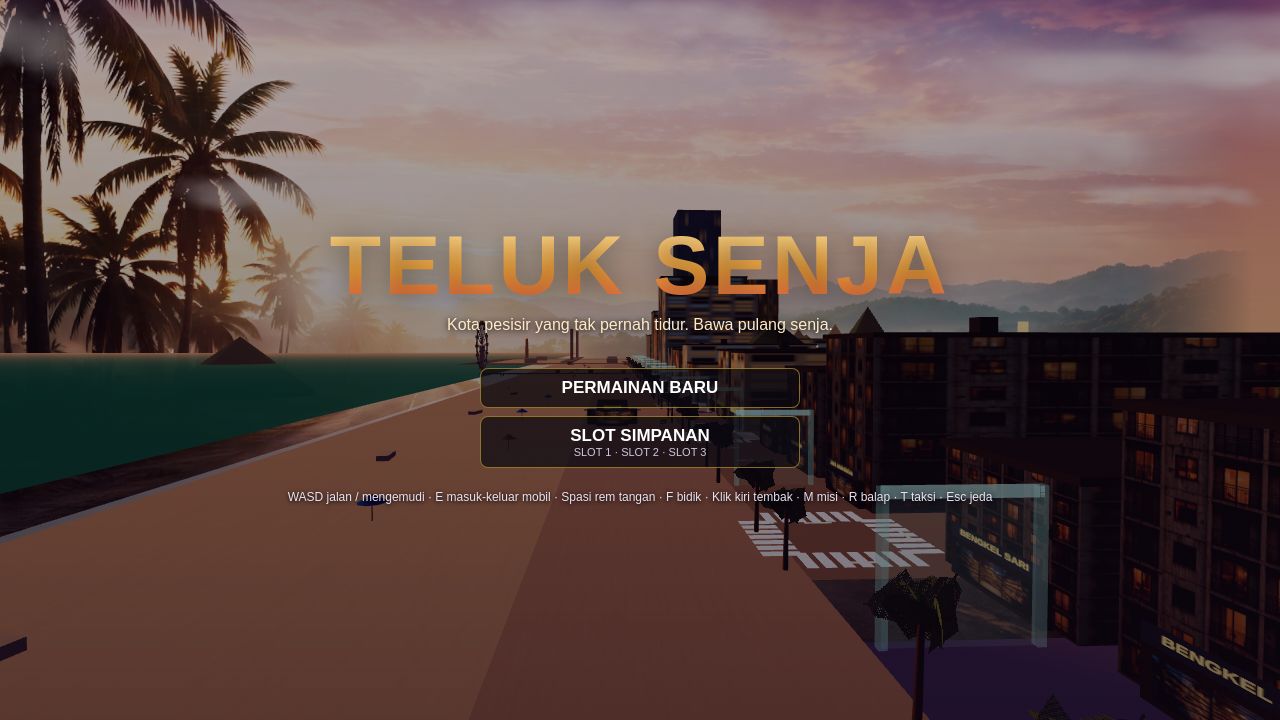 TELUK SENJA
Kota pesisir yang tak pernah tidur. Bawa pulang senja.
PERMAINAN BARU
SLOT SIMPANAN
SLOT 1 · SLOT 2 · SLOT 3
WASD jalan / mengemudi · E masuk-keluar mobil · Spasi rem tangan · F bidik · Klik kiri tembak · M misi · R balap · T taksi · Esc jeda
BENGKEL SARI
BENGKEL